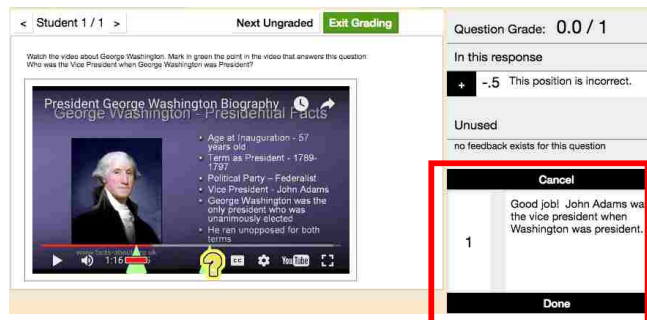 < Student 1 / 1 >
Next Ungraded
Exit Grading
Watch the video about George Washington. Mark in green the point in the video that answers this question:
Who was the Vice President when George Washington was President?
President George Washington Biography
George Washington - Presidential Facts
• Age at Inauguration - 57
years old
• Term as President - 1789-
1797
• Political Party – Federalist
• Vice President - John Adams
• George Washington was the
only president who was
unanimously elected
• He ran unopposed for both
terms
1:16
CC
YouTube
Question Grade: 0.0 / 1
In this response
+ -.5 This position is incorrect.
Unused
no feedback exists for this question
Cancel
1
Good job! John Adams wa
the vice president when
Washington was president.
Done